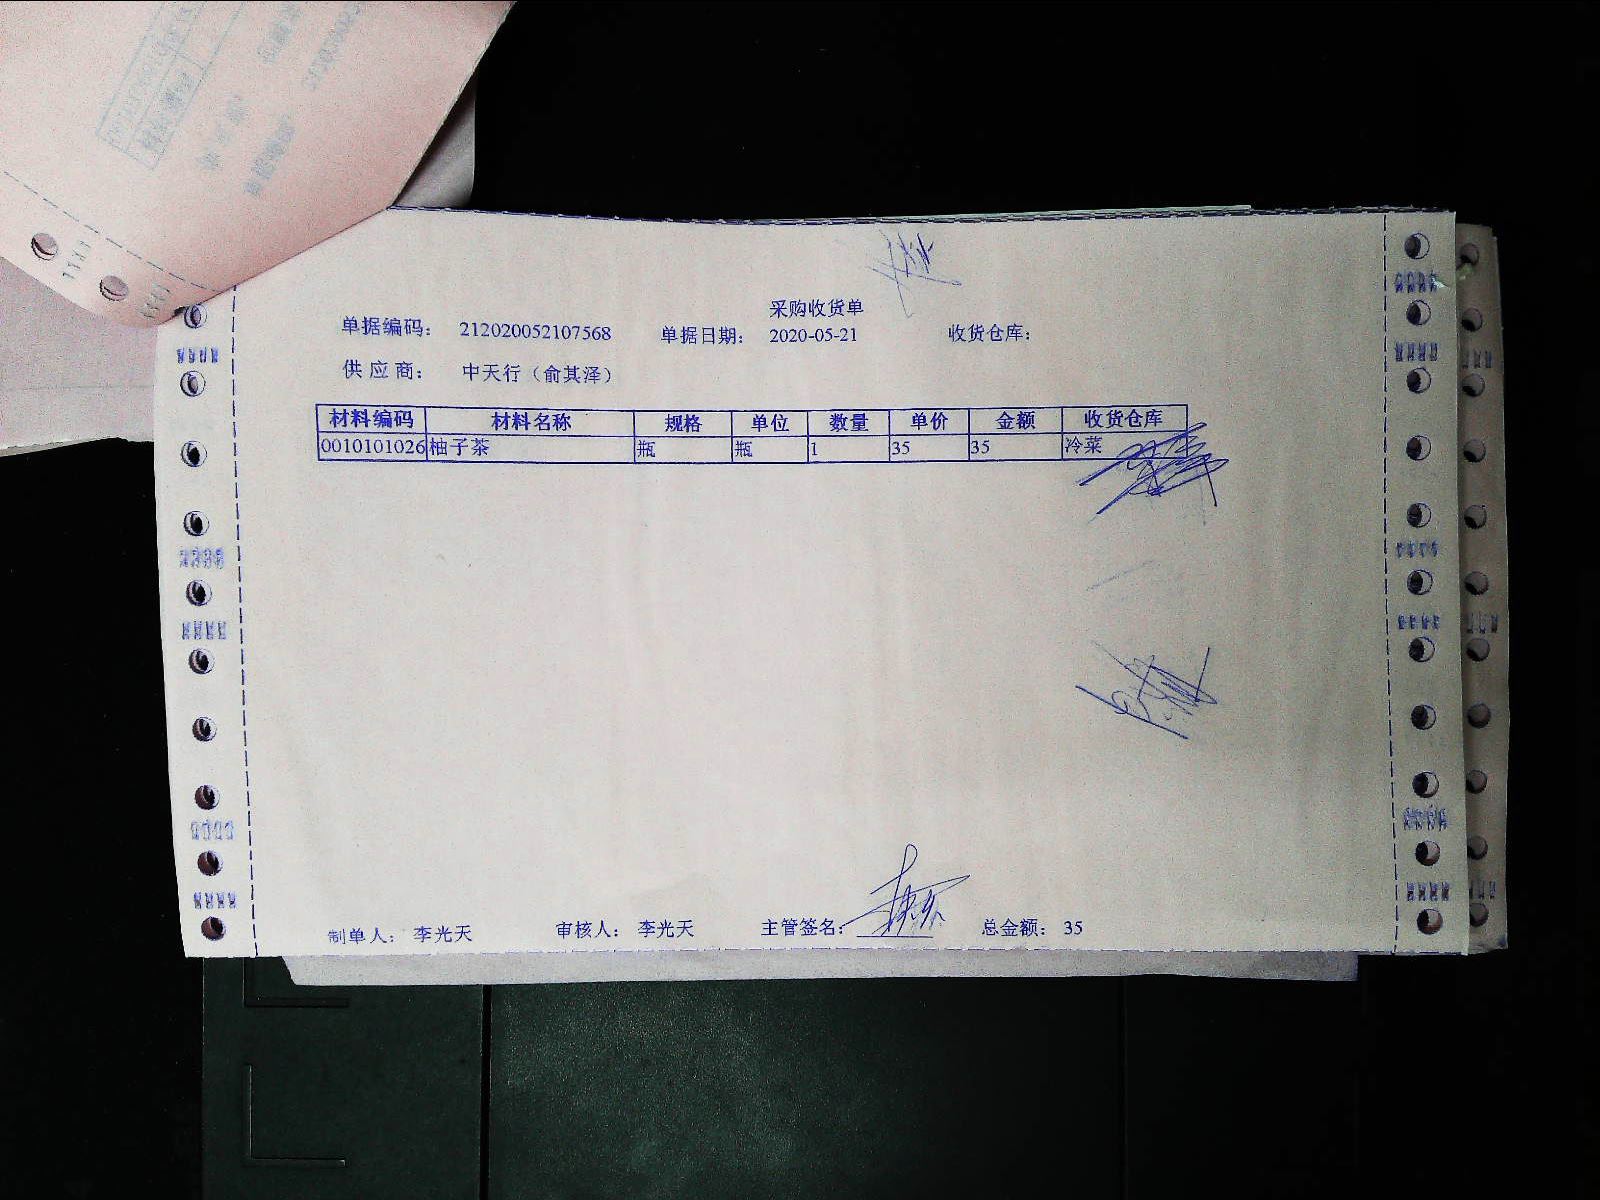 采购收货单
单据编码： 212020052107568 单据日期： 2020-05-21 收货仓库：
供应商： 中天行（俞其泽）
材料编码 材料名称 规格 单位 数量 单价 金额 收货仓库
0010101026 柚子茶 瓶 瓶 1 35 35 冷菜
制单人： 李光天 审核人： 李光天 主管签名： 总金额： 35